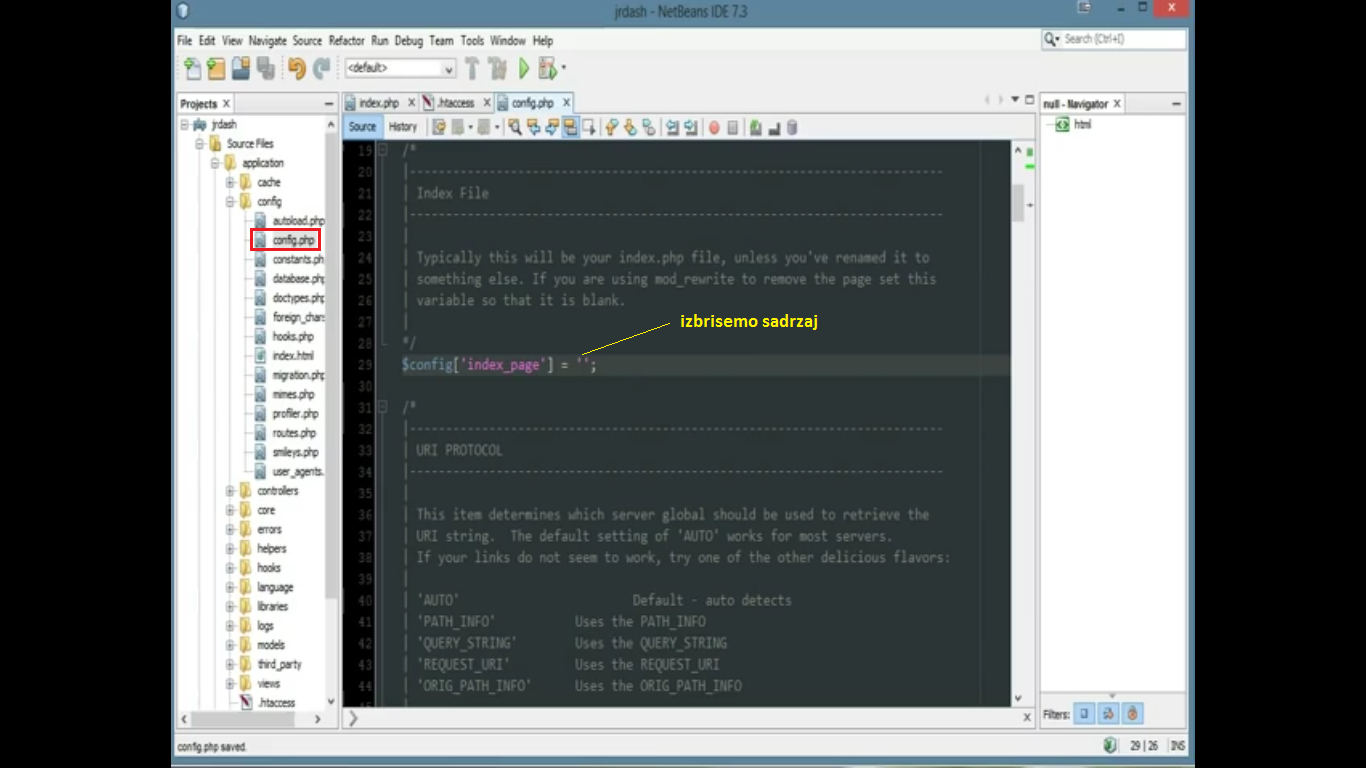 jrdash - NetBeans IDE 7.3
File Edit View Navigate Source Refactor Run Debug Team Tools Window Help
Search (Ctrl+I)
<default>
Projects
index.php
.htaccess
config.php
null - Navigator
Source
History
html
jrdash
Source Files
application
cache
config
autoload.php
config.php
constants.ph
database.php
doctypes.php
foreign_chars
hooks.php
index.html
migration.php
mimes.php
profiler.php
routes.php
smileys.php
user_agents.
controllers
core
errors
helpers
hooks
language
libraries
logs
models
third_party
views
.htaccess
19 /*
20 |--------------------------------------------------------------------------
21 | Index File
22 |--------------------------------------------------------------------------
23 |
24 | Typically this will be your index.php file, unless you've renamed it to
25 | something else. If you are using mod_rewrite to remove the page set this
26 | variable so that it is blank.
27 |
izbrisemo sadrzaj
28 */
29 $config['index_page'] = '';
30
31 /*
32 |--------------------------------------------------------------------------
33 | URI PROTOCOL
34 |--------------------------------------------------------------------------
35 |
36 | This item determines which server global should be used to retrieve the
37 | URI string.  The default setting of 'AUTO' works for most servers.
38 | If your links do not seem to work, try one of the other delicious flavors:
39 |
40 | 'AUTO' Default - auto detects
41 | 'PATH_INFO' Uses the PATH_INFO
42 | 'QUERY_STRING' Uses the QUERY_STRING
43 | 'REQUEST_URI' Uses the REQUEST_URI
44 | 'ORIG_PATH_INFO' Uses the ORIG_PATH_INFO
Filters:
config.php saved.
29 | 26 INS